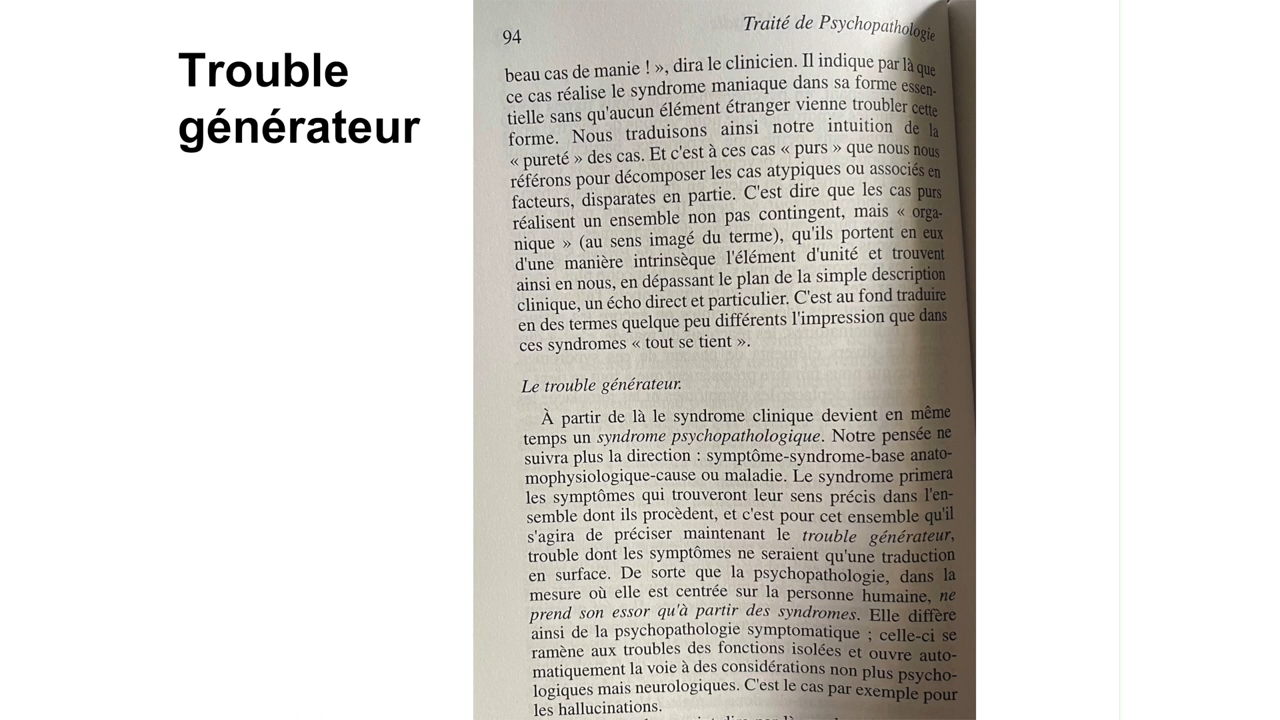 Trouble
générateur
94
Traité de Psychopathologie
beau cas de manie ! », dira le clinicien. Il indique par là que
ce cas réalise le syndrome maniaque dans sa forme essen-
tielle sans qu'aucun élément étranger vienne troubler cette
forme. Nous traduisons ainsi notre intuition de la
« pureté » des cas. Et c'est à ces cas « purs » que nous nous
référons pour décomposer les cas atypiques ou associés en
facteurs, disparates en partie. C'est dire que les cas purs
réalisent un ensemble non pas contingent, mais « orga-
nique » (au sens imagé du terme), qu'ils portent en eux
d'une manière intrinsèque l'élément d'unité et trouvent
ainsi en nous, en dépassant le plan de la simple description
clinique, un écho direct et particulier. C'est au fond traduire
en des termes quelque peu différents l'impression que dans
ces syndromes « tout se tient ».
Le trouble générateur.
À partir de là le syndrome clinique devient en même
temps un syndrome psychopathologique. Notre pensée ne
suivra plus la direction : symptôme-syndrome-base anato-
mophysiologique-cause ou maladie. Le syndrome primera
les symptômes qui trouveront leur sens précis dans l'en-
semble dont ils procèdent, et c'est pour cet ensemble qu'il
s'agira de préciser maintenant le trouble générateur,
trouble dont les symptômes ne seraient qu'une traduction
en surface. De sorte que la psychopathologie, dans la
mesure où elle est centrée sur la personne humaine, ne
prend son essor qu'à partir des syndromes. Elle diffère
ainsi de la psychopathologie symptomatique ; celle-ci se
ramène aux troubles des fonctions isolées et ouvre auto-
matiquement la voie à des considérations non plus psycho-
logiques mais neurologiques. C'est le cas par exemple pour
les hallucinations.